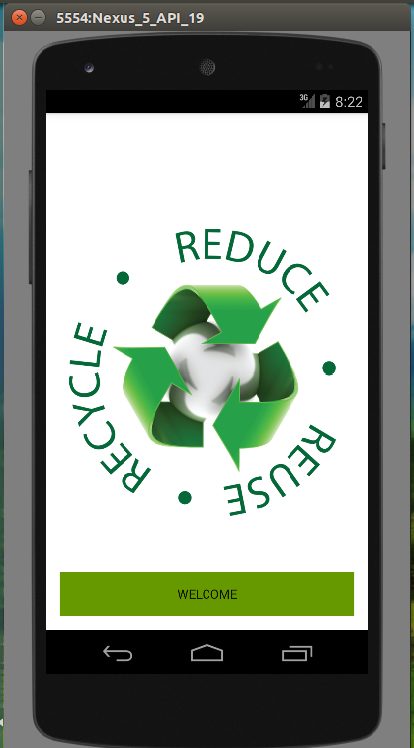 5554:Nexus_5_API_19
3G 8:22
REDUCE
REUSE
RECYCLE
WELCOME